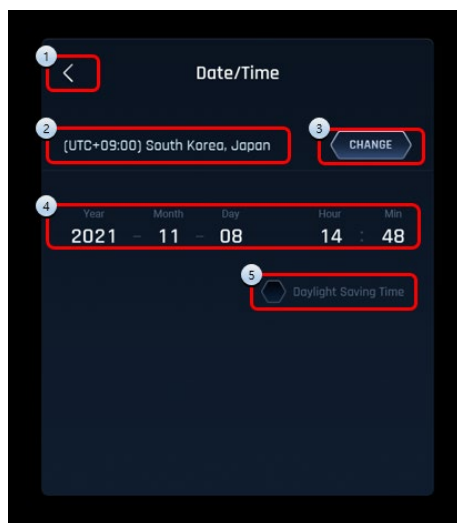 1
< Date/Time
2
3
(UTC+09:00) South Korea, Japan CHANGE
4
Year Month Day Hour Min
2021 - 11 - 08 14 : 48
5
Daylight Saving Time